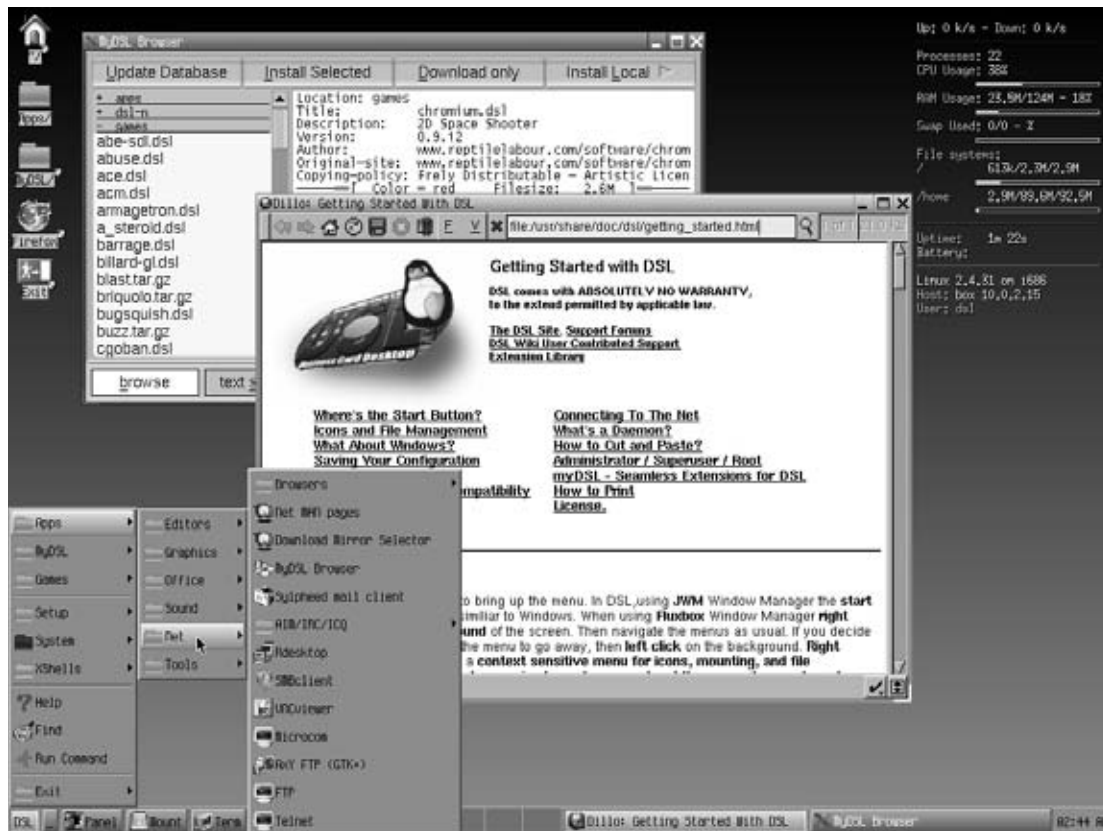 Up: 0 k/s - Down: 0 k/s
Processes: 22
CPU Usage: 38%
RAM Usage: 23.5M/124M - 18%
Swap Used: 0/0 - %
File systems:
/ 613k/2.3M/2.9M
/home 2.9M/89.6M/92.5M
Uptime: 1m 22s
Battery:
Linux 2.4.31 on i686
Host: box 10.0.2.15
User: dsl
Apps/
MyDSL/
Firefox
Exit
MyDSL Browser
Update Database Install Selected Download only Install Local
+ apps
+ dsl-n
- games
abe-sdl.dsl
abuse.dsl
ace.dsl
acm.dsl
armagetron.dsl
a_steroid.dsl
barrage.dsl
billard-gl.dsl
blast.tar.gz
briquolo.tar.gz
bugsquish.dsl
buzz.tar.gz
cgoban.dsl
browse text
Location: games
Title: chromium.dsl
Description: 2D Space Shooter
Version: 0.9.12
Author: www.reptilelabour.com/software/chrom
Original-site: www.reptilelabour.com/software/chrom
Copying-policy: Frely Distributable - Artistic Licen
[ Color = red Filesize: 2.6M ]
Dillo: Getting Started With DSL
E V file:/usr/share/doc/dsl/getting_started.html
Getting Started with DSL
DSL comes with ABSOLUTELY NO WARRANTY,
to the extend permitted by applicable law.
The DSL Site, Support Forums
DSL Wiki User Contributed Support
Extension Library
Where's the Start Button?
Icons and File Management
What About Windows?
Saving Your Configuration
mpatibility
Connecting To The Net
What's a Daemon?
How to Cut and Paste?
Administrator / Superuser / Root
myDSL - Seamless Extensions for DSL
How to Print
License.
to bring up the menu. In DSL,using JWM Window Manager the start
similiar to Windows. When using Fluxbox Window Manager right
und of the screen. Then navigate the menus as usual. If you decide
the menu to go away, then left click on the background. Right
a context sensitive menu for icons, mounting, and file
Apps
MyDSL
Games
Setup
System
XShells
Help
Find
Run Command
Exit
Editors
Graphics
Office
Sound
Net
Tools
Browsers
Net MAN pages
Download Mirror Selector
MyDSL Browser
Sylpheed mail client
AIM/IRC/ICQ
Rdesktop
SMBclient
VNCviewer
Microcom
AxY FTP (GTK+)
FTP
Telnet
DSL Panel Mount Term Dillo: Getting Started With DSL MyDSL Browser 02:44 A